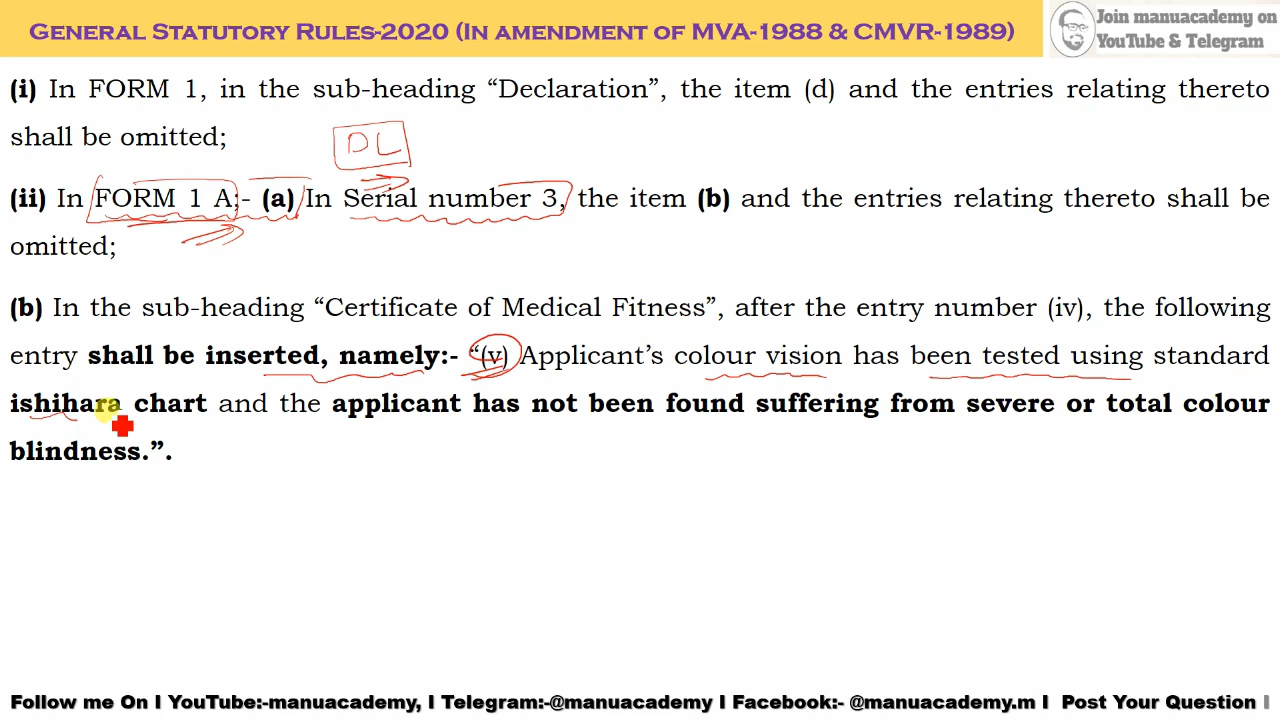 GENERAL STATUTORY RULES-2020 (IN AMENDMENT OF MVA-1988 & CMVR-1989)
Join manuacademy on
YouTube & Telegram
(i) In FORM 1, in the sub-heading “Declaration”, the item (d) and the entries relating thereto
shall be omitted;
DL
(ii) In FORM 1 A;- (a) In Serial number 3, the item (b) and the entries relating thereto shall be
omitted;
(b) In the sub-heading “Certificate of Medical Fitness”, after the entry number (iv), the following
entry shall be inserted, namely:- “(v) Applicant’s colour vision has been tested using standard
ishihara chart and the applicant has not been found suffering from severe or total colour
blindness.”.
Follow me On I YouTube:-manuacademy, I Telegram:-@manuacademy I Facebook:- @manuacademy.m I Post Your Question I